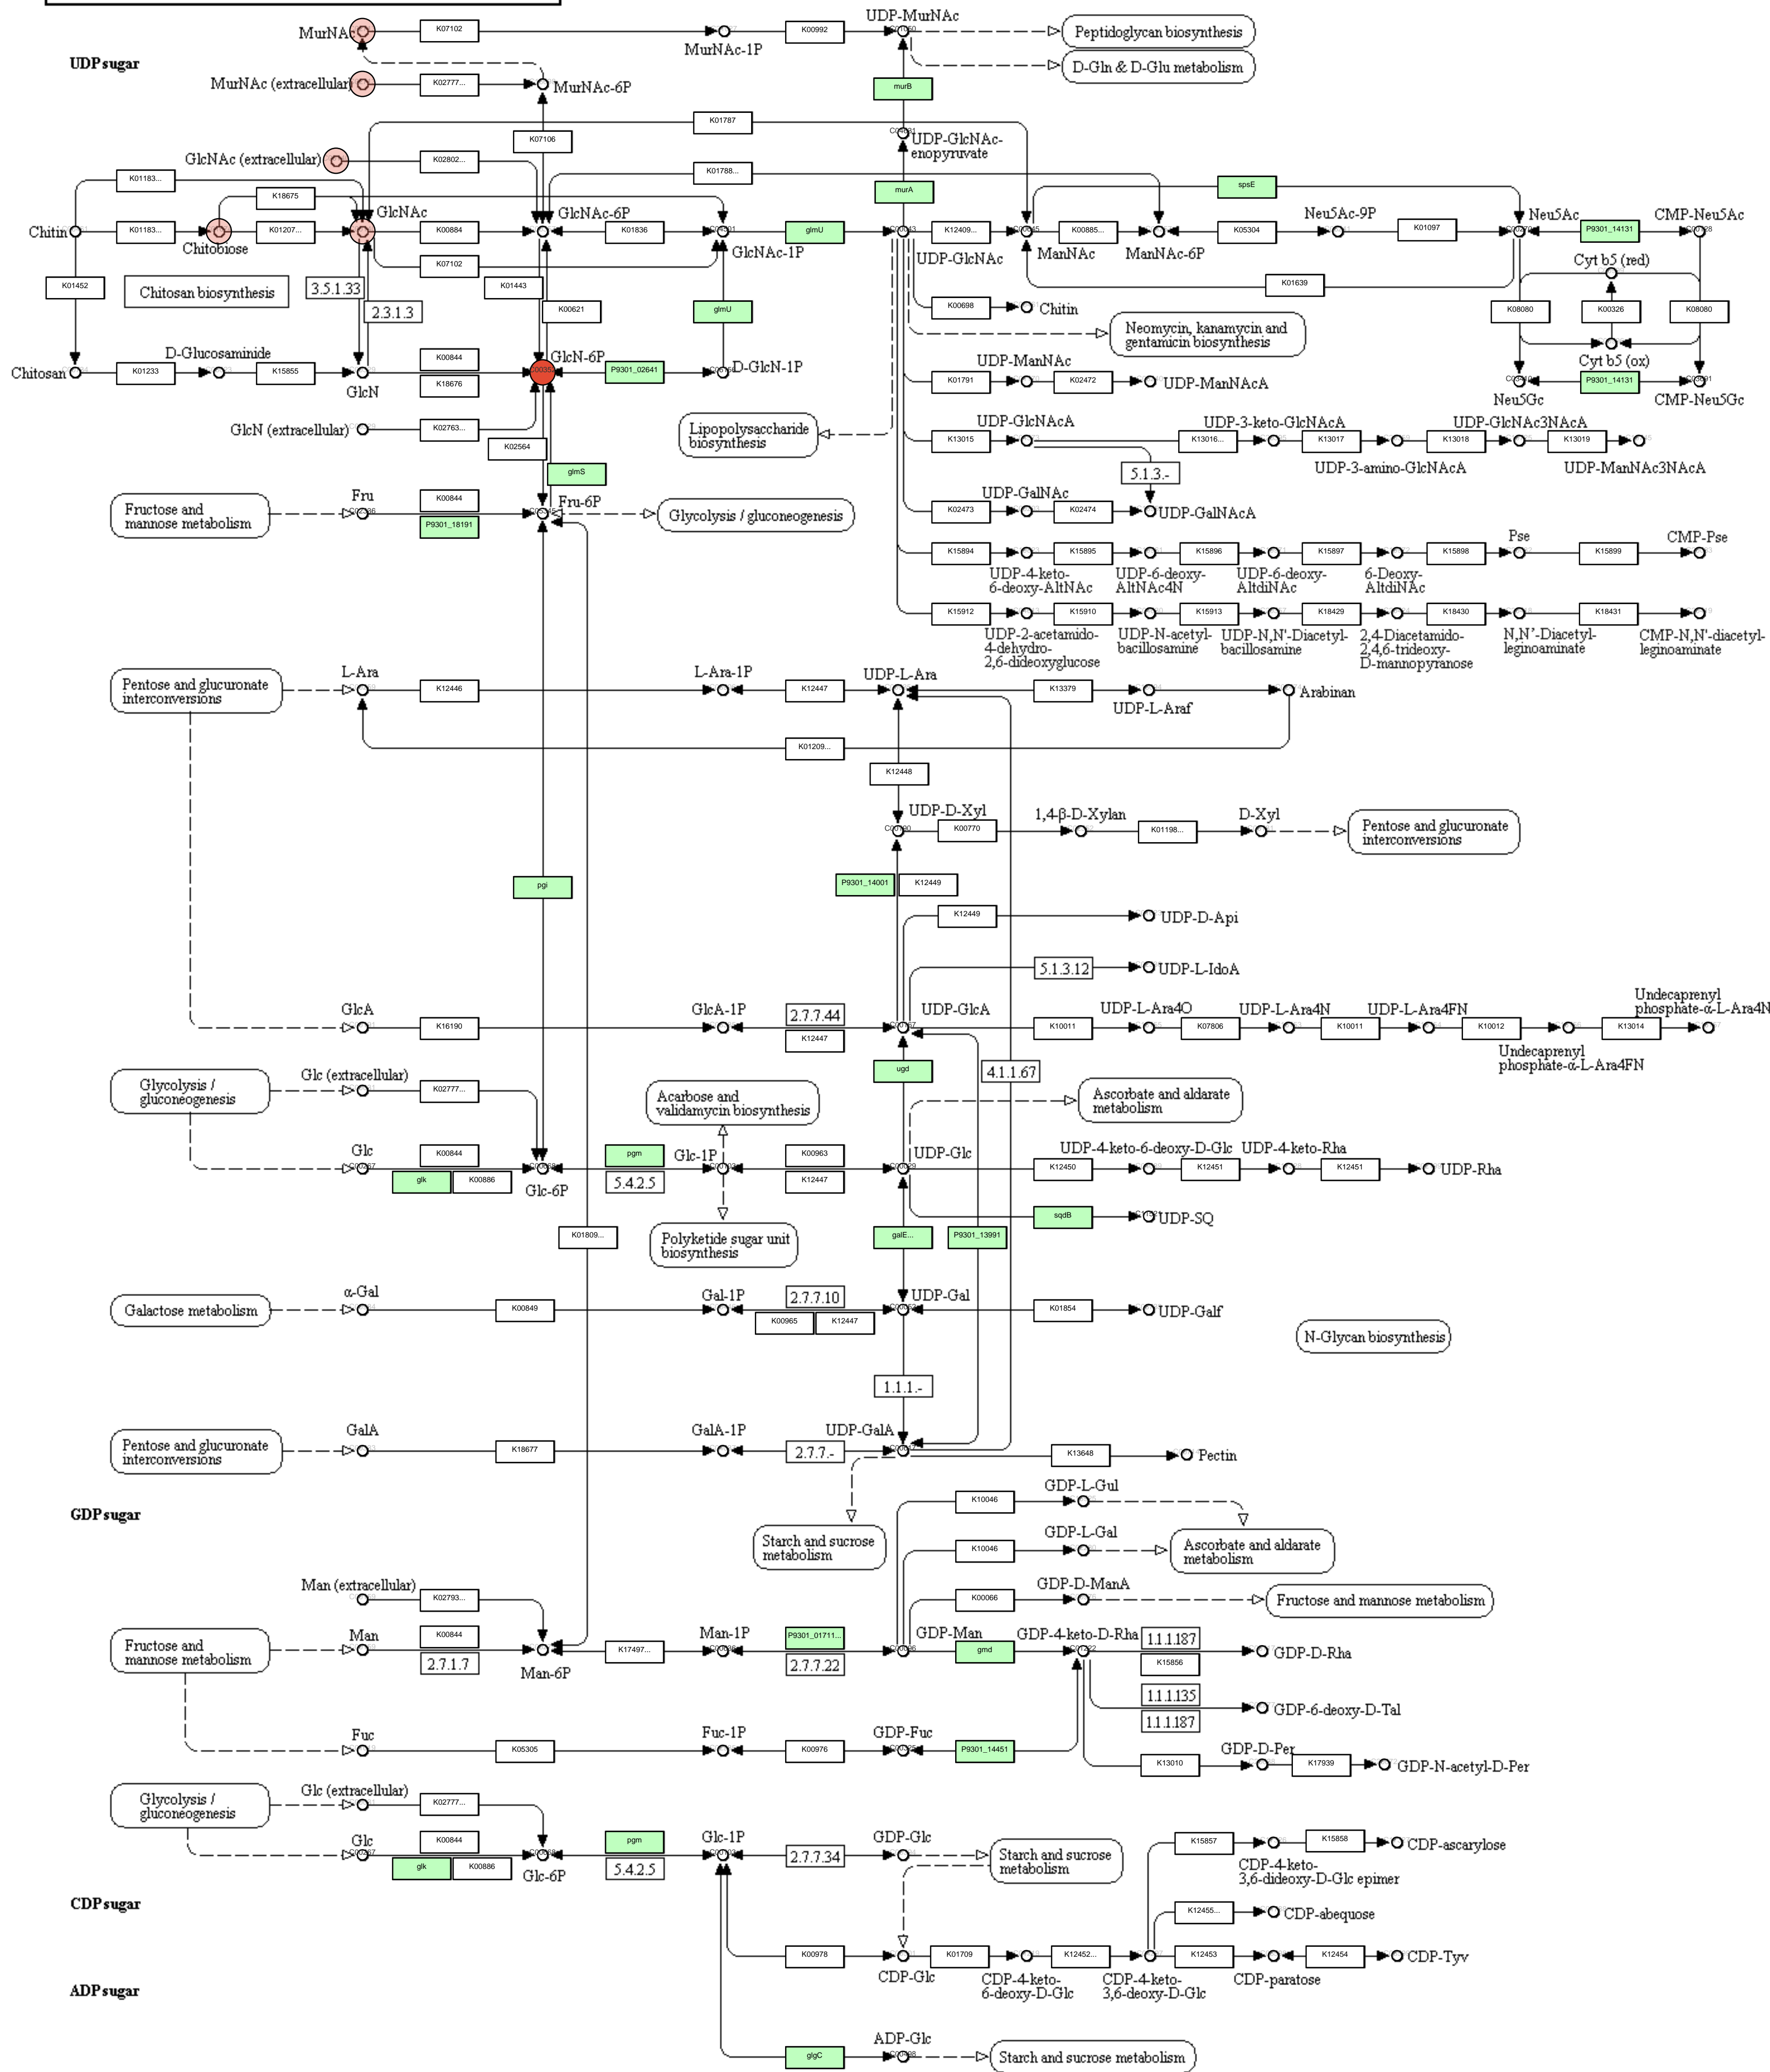 MurNAc
K07102
MurNAc-1P
K00992
UDP-MurNAc
Peptidoglycan biosynthesis
UDP sugar
D-Gln & D-Glu metabolism
MurNAc (extracellular)
K02777...
MurNAc-6P
murB
K01787
K07106
UDP-GlcNAc-
enopyruvate
GlcNAc (extracellular)
K02802...
K01788...
K01183...
K18675
murA
spsE
GlcNAc
GlcNAc-6P
Neu5Ac-9P
Neu5Ac
CMP-Neu5Ac
Chitin
K01183...
Chitobiose
K01207...
K00884
K01836
GlcNAc-1P
glmU
UDP-GlcNAc
K12409...
ManNAc
K00885...
ManNAc-6P
K05304
K01097
P9301_14131
K07102
Cyt b5 (red)
K01452
Chitosan biosynthesis
3.5.1.33
2.3.1.3
K01443
K00621
glmU
K00698
Chitin
K01639
K08080
K00326
K08080
Neomycin, kanamycin and
gentamicin biosynthesis
D-Glucosaminide
K00844
GlcN-6P
UDP-ManNAc
Cyt b5 (ox)
Chitosan
K01233
K15855
GlcN
K18676
P9301_02641
D-GlcN-1P
K01791
K02472
UDP-ManNAcA
Neu5Gc
P9301_14131
CMP-Neu5Gc
GlcN (extracellular)
K02763...
K02564
glmS
Lipopolysaccharide
biosynthesis
UDP-GlcNAcA
UDP-3-keto-GlcNAcA
UDP-GlcNAc3NAcA
K13015
K13016...
K13017
K13018
K13019
5.1.3.-
UDP-3-amino-GlcNAcA
UDP-ManNAc3NAcA
Fructose and
mannose metabolism
Fru
K00844
P9301_18191
Fru-6P
Glycolysis / gluconeogenesis
UDP-GalNAc
K02473
K02474
UDP-GalNAcA
Pse
CMP-Pse
K15894
K15895
K15896
K15897
K15898
K15899
UDP-4-keto-
6-deoxy-AltNAc
UDP-6-deoxy-
AltNAc4N
UDP-6-deoxy-
AltdiNAc
6-Deoxy-
AltdiNAc
K15912
K15910
K15913
K18429
K18430
K18431
UDP-2-acetamido-
4-dehydro-
2,6-dideoxyglucose
UDP-N-acetyl-
bacillosamine
UDP-N,N'-Diacetyl-
bacillosamine
2,4-Diacetamido-
2,4,6-trideoxy-
D-mannopyranose
N,N'-Diacetyl-
leginoaminate
CMP-N,N'-diacetyl-
leginoaminate
Pentose and glucuronate
interconversions
L-Ara
K12446
L-Ara-1P
K12447
UDP-L-Ara
K13379
UDP-L-Araf
Arabinan
K01209...
K12448
UDP-D-Xyl
K00770
1,4-β-D-Xylan
K01198...
D-Xyl
Pentose and glucuronate
interconversions
pgi
P9301_14001
K12449
K12449
UDP-D-Api
5.1.3.12
UDP-L-IdoA
GlcA
K16190
GlcA-1P
2.7.7.44
K12447
UDP-GlcA
K10011
UDP-L-Ara4O
K07806
UDP-L-Ara4N
K10011
UDP-L-Ara4FN
K10012
Undecaprenyl
phosphate-α-L-Ara4FN
K13014
Undecaprenyl
phosphate-α-L-Ara4N
Glycolysis /
gluconeogenesis
Glc (extracellular)
K02777...
Acarbose and
validamycin biosynthesis
ugd
4.1.1.67
Ascorbate and aldarate
metabolism
Glc
K00844
glk
K00886
Glc-6P
pgm
5.4.2.5
Glc-1P
K00963
K12447
UDP-Glc
K12450
UDP-4-keto-6-deoxy-D-Glc
K12451
UDP-4-keto-Rha
K12451
UDP-Rha
sqdB
UDP-SQ
K01809...
Polyketide sugar unit
biosynthesis
galE...
P9301_13991
Galactose metabolism
α-Gal
K00849
Gal-1P
2.7.7.10
K00965
K12447
UDP-Gal
K01854
UDP-Galf
N-Glycan biosynthesis
1.1.1.-
Pentose and glucuronate
interconversions
GalA
K18677
GalA-1P
2.7.7.-
UDP-GalA
K13648
Pectin
GDP sugar
Starch and sucrose
metabolism
K10046
GDP-L-Gul
K10046
GDP-L-Gal
Ascorbate and aldarate
metabolism
Man (extracellular)
K02793...
K00066
GDP-D-ManA
Fructose and mannose metabolism
Fructose and
mannose metabolism
Man
K00844
2.7.1.7
Man-6P
K17497...
Man-1P
P9301_01711...
2.7.7.22
GDP-Man
gmd
GDP-4-keto-D-Rha
1.1.1.187
K15856
GDP-D-Rha
1.1.1.135
1.1.1.187
GDP-6-deoxy-D-Tal
Fuc
K05305
Fuc-1P
K00976
GDP-Fuc
P9301_14451
K13010
GDP-D-Per
K17939
GDP-N-acetyl-D-Per
Glycolysis /
gluconeogenesis
Glc (extracellular)
K02777...
Glc
K00844
glk
K00886
Glc-6P
pgm
5.4.2.5
Glc-1P
2.7.7.34
GDP-Glc
Starch and sucrose
metabolism
K15857
CDP-4-keto-
3,6-dideoxy-D-Glc epimer
K15858
CDP-ascarylose
CDP sugar
K12455...
CDP-abequose
K00978
CDP-Glc
K01709
CDP-4-keto-
6-deoxy-D-Glc
K12452...
CDP-4-keto-
3,6-deoxy-D-Glc
K12453
CDP-paratose
K12454
CDP-Tyv
ADP sugar
glgC
ADP-Glc
Starch and sucrose metabolism